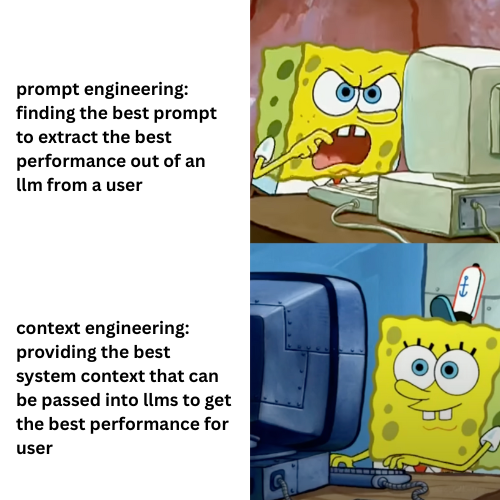 prompt engineering:
finding the best prompt
to extract the best
performance out of an
llm from a user
context engineering:
providing the best
system context that can
be passed into llms to get
the best performance for
user